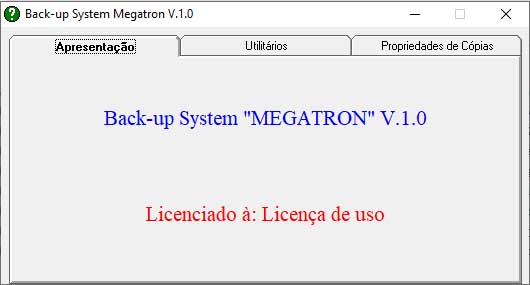 Back-up System Megatron V.1.0
Apresentação Utilitários Propriedades de Cópias
Back-up System "MEGATRON" V.1.0
Licenciado à: Licença de uso